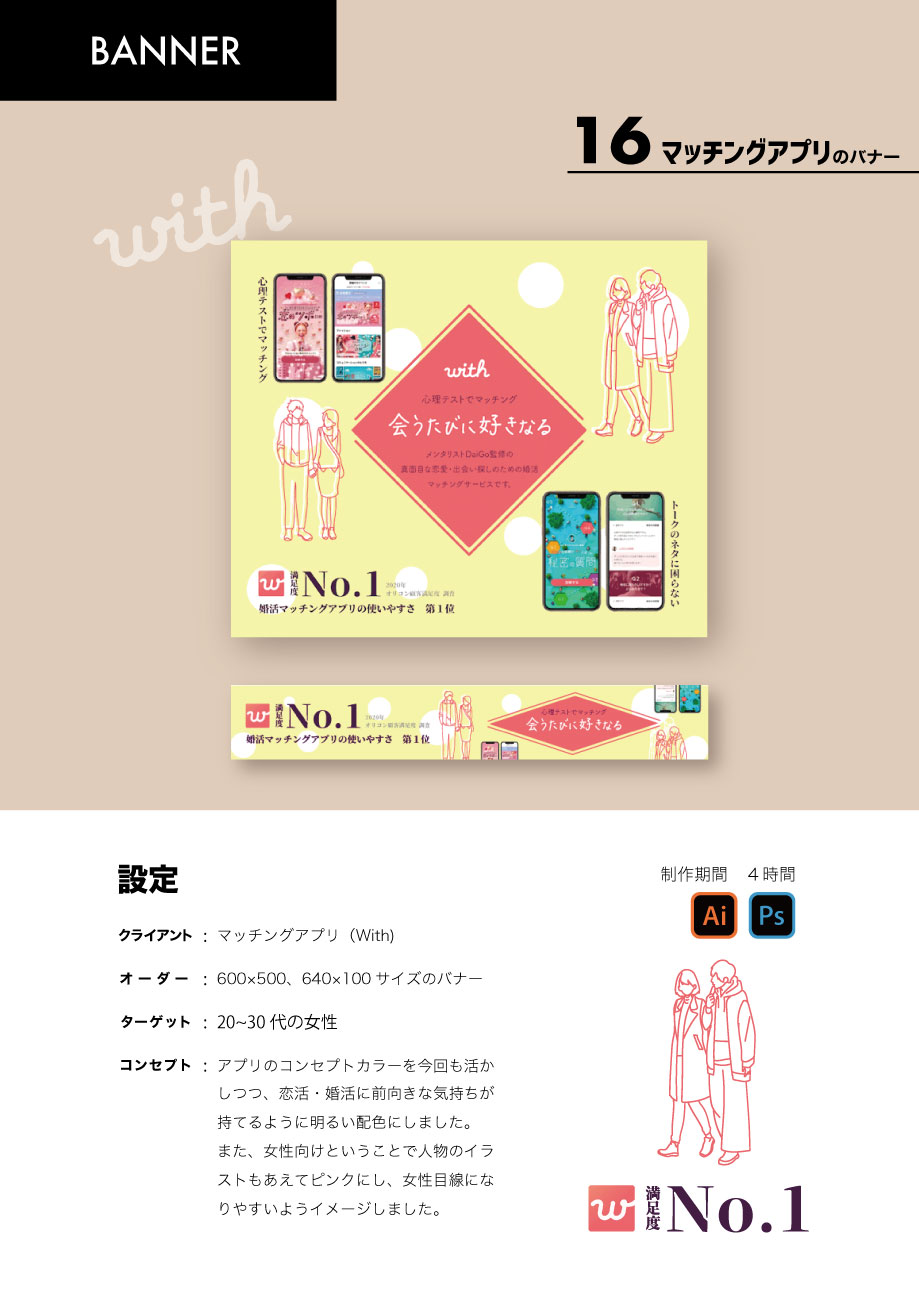 BANNER
16 マッチングアプリのバナー
with
心理テストでマッチング
with
心理テストでマッチング
会うたびに好きなる
メンタリストDaiGo監修の
真面目な恋愛・出会い探しのための婚活
マッチングサービスです。
トークのネタに困らない
秘密の質問
w 満足度 No.1 2020年
オリコン顧客満足度 調査
婚活マッチングアプリの使いやすさ 第1位
w 満足度 No.1 2020年
オリコン顧客満足度 調査
婚活マッチングアプリの使いやすさ 第1位
心理テストでマッチング
会うたびに好きなる
設定
制作期間 4時間
Ai Ps
クライアント : マッチングアプリ（With)
オーダー : 600×500、640×100サイズのバナー
ターゲット : 20~30代の女性
コンセプト : アプリのコンセプトカラーを今回も活か
しつつ、恋活・婚活に前向きな気持ちが
持てるように明るい配色にしました。
また、女性向けということで人物のイラ
ストもあえてピンクにし、女性目線にな
りやすいようイメージしました。
w 満足度 No.1